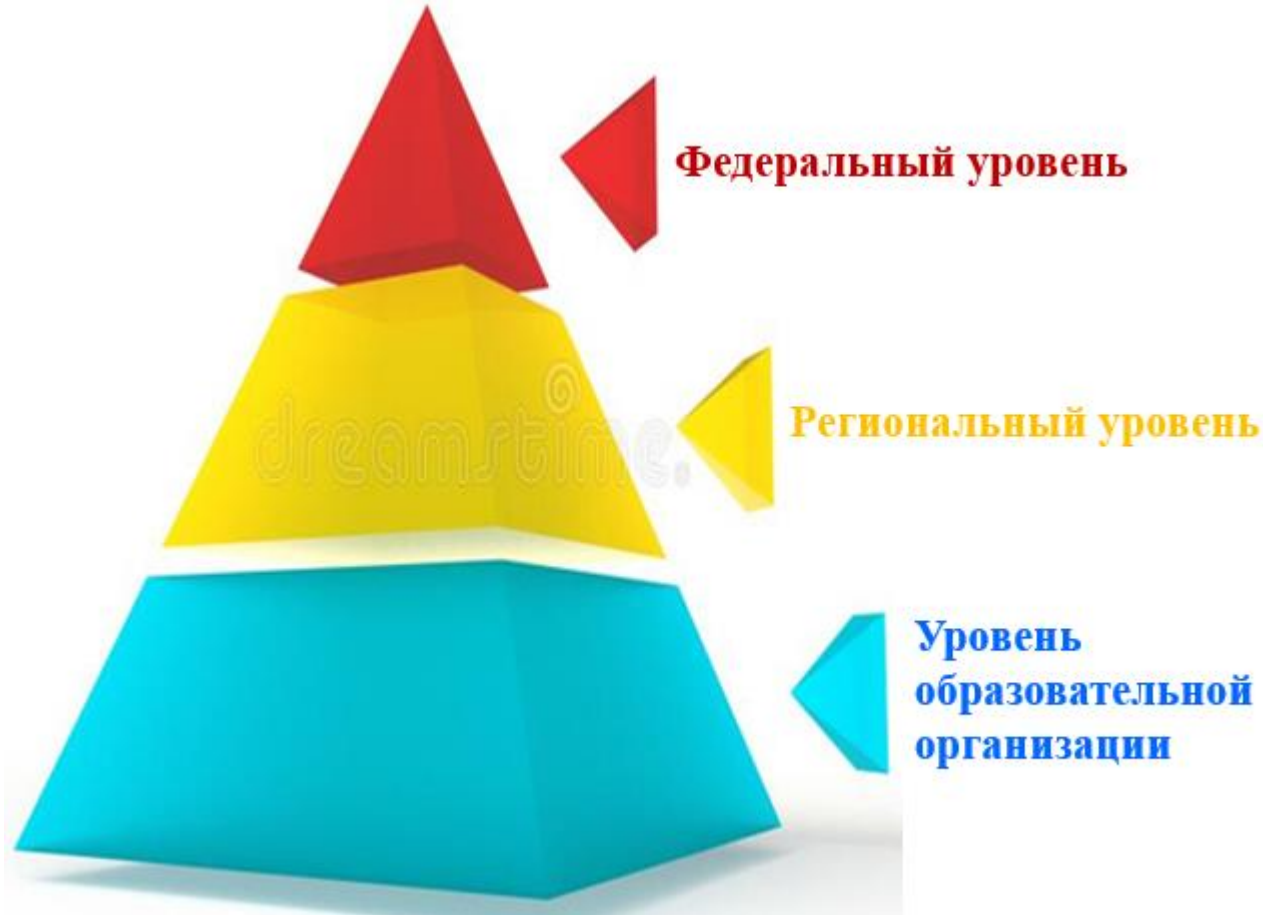 Федеральный уровень
Региональный уровень
dreamstime.
Уровень
образовательной
организации